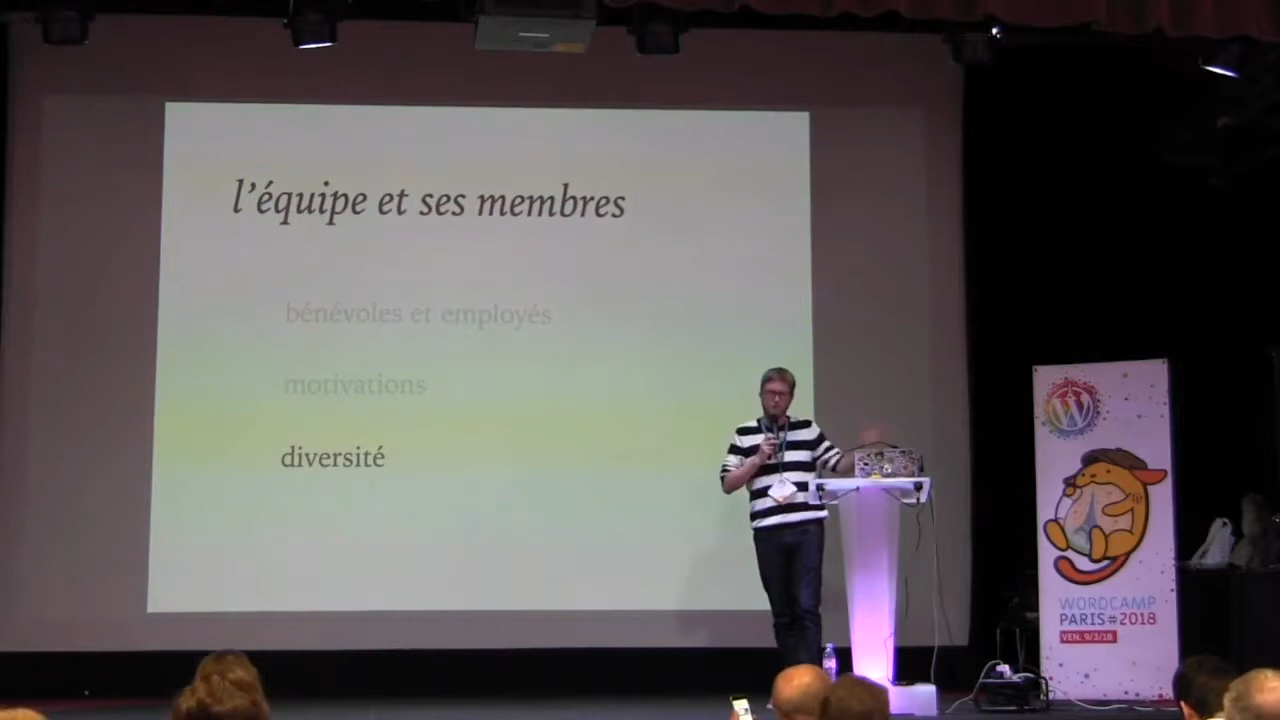 l'équipe et ses membres
bénévoles et employés
motivations
diversité
WORDCAMP
PARIS#2018
VEN. 9/3/18